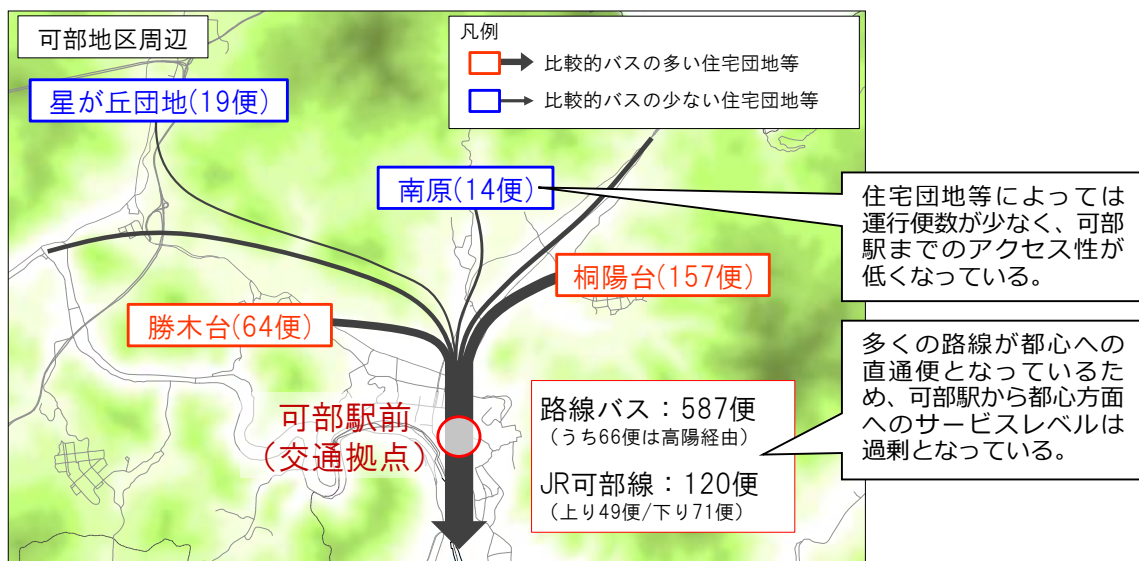 可部地区周辺
凡例
比較的バスの多い住宅団地等
比較的バスの少ない住宅団地等
星が丘団地(19便)
南原(14便)
桐陽台(157便)
勝木台(64便)
可部駅前
(交通拠点)
路線バス：587便
(うち66便は高陽経由)
JR可部線：120便
(上り49便/下り71便)
住宅団地等によっては
運行便数が少なく、可部
駅までのアクセス性が
低くなっている。
多くの路線が都心への
直通便となっているた
め、可部駅から都心方面
へのサービスレベルは
過剰となっている。